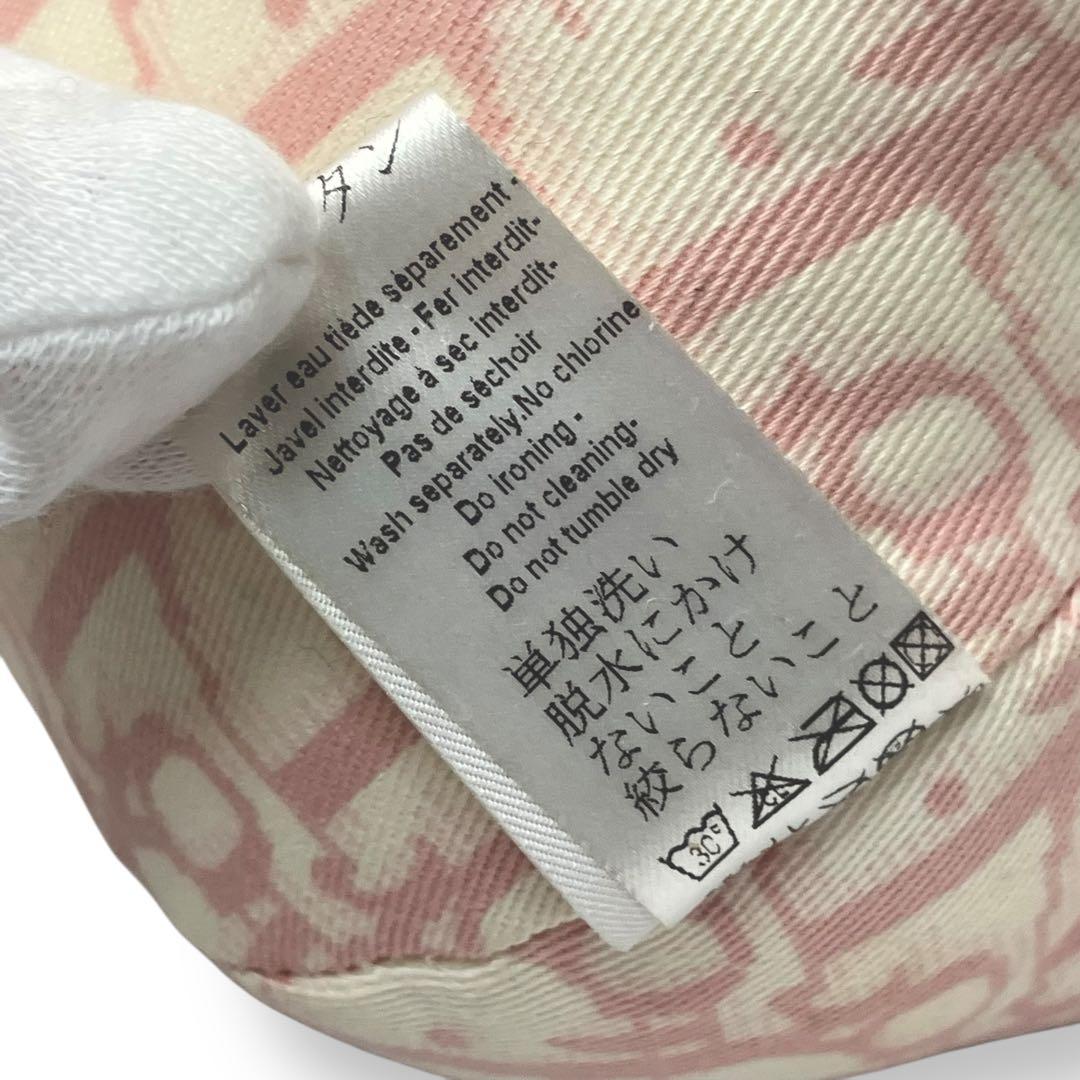 タン
Laver eau tiède séparement -
Javel interdite - Fer interdit-
Nettoyage à sec interdit-
Pas de séchoir
Wash separately.No chlorine
Do ironing -
Do not cleaning-
Do not tumble dry
単独洗い
脱水にかけ
ないこと
絞らないこと